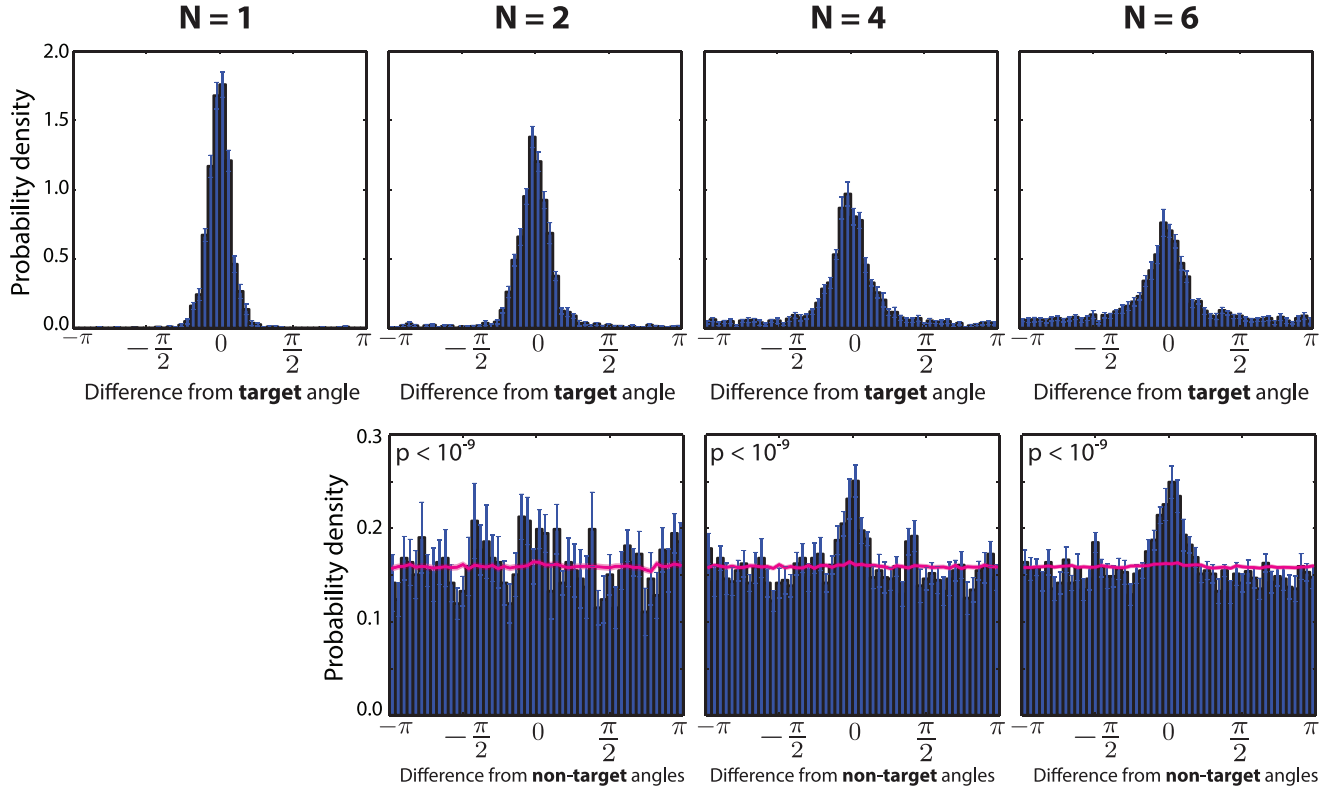 N = 1 N = 2 N = 4 N = 6
2.0
1.5
1.0
0.5
0.0
Probability density
−π −π/2 0 π/2 π −π −π/2 0 π/2 π −π −π/2 0 π/2 π −π −π/2 0 π/2 π
Difference from target angle Difference from target angle Difference from target angle Difference from target angle
0.3
0.2
0.1
0.0
Probability density
p < 10⁻⁹ p < 10⁻⁹ p < 10⁻⁹
−π −π/2 0 π/2 π −π −π/2 0 π/2 π −π −π/2 0 π/2 π
Difference from non-target angles Difference from non-target angles Difference from non-target angles